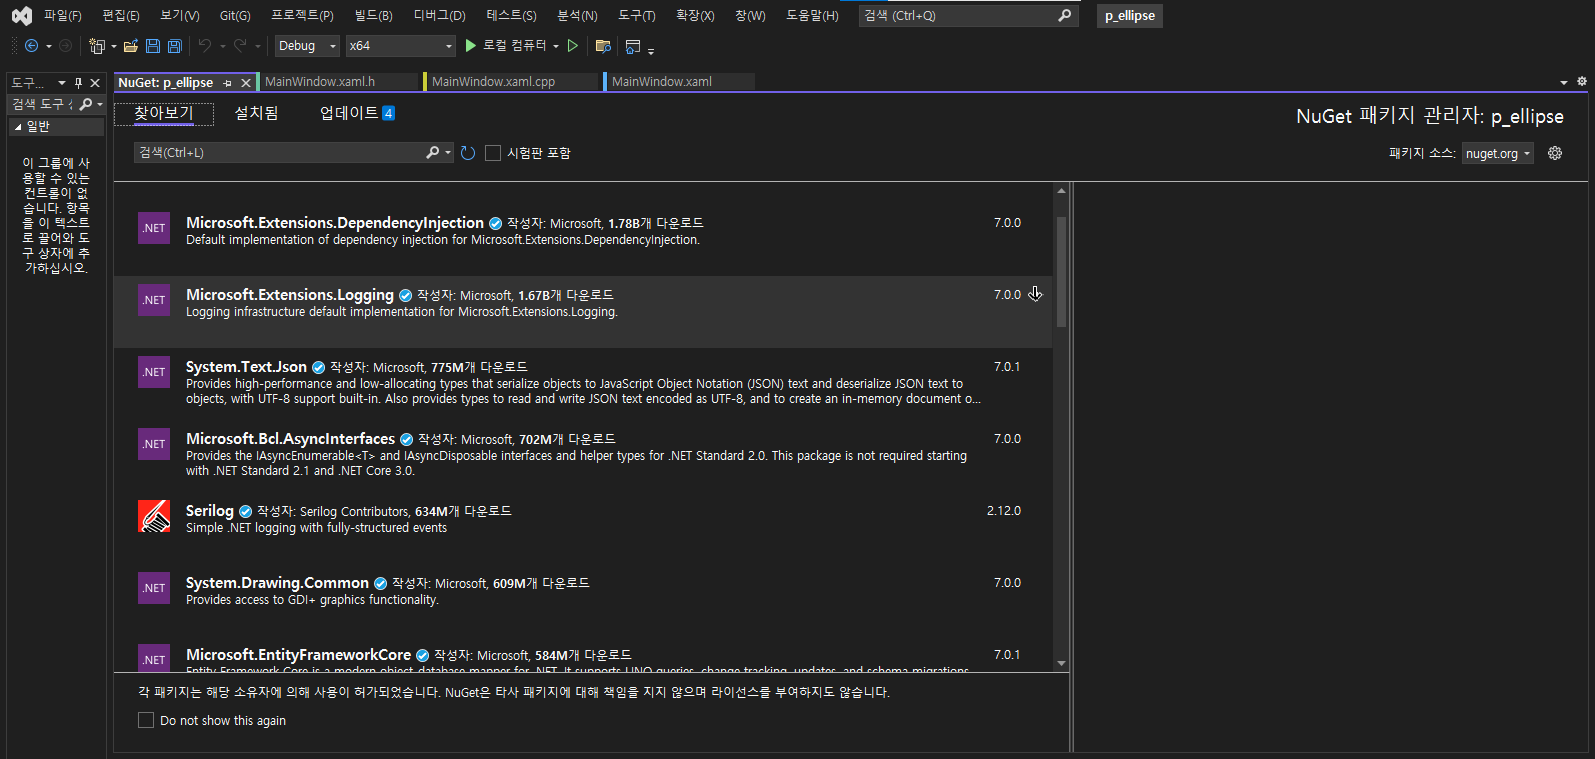 파일(F) 편집(E) 보기(V) Git(G) 프로젝트(P) 빌드(B) 디버그(D) 테스트(S) 분석(N) 도구(T) 확장(X) 창(W) 도움말(H) 검색 (Ctrl+Q) p_ellipse
Debug x64 로컬 컴퓨터
도구... NuGet: p_ellipse MainWindow.xaml.h MainWindow.xaml.cpp MainWindow.xaml
검색 도구
일반
이 그룹에 사
용할 수 있는
컨트롤이 없
습니다. 항목
을 이 텍스트
로 끌어와 도
구 상자에 추
가하십시오.
찾아보기 설치됨 업데이트 4
NuGet 패키지 관리자: p_ellipse
검색(Ctrl+L) 시험판 포함
패키지 소스: nuget.org
.NET
Microsoft.Extensions.DependencyInjection 작성자: Microsoft, 1.78B개 다운로드 7.0.0
Default implementation of dependency injection for Microsoft.Extensions.DependencyInjection.
.NET
Microsoft.Extensions.Logging 작성자: Microsoft, 1.67B개 다운로드 7.0.0
Logging infrastructure default implementation for Microsoft.Extensions.Logging.
.NET
System.Text.Json 작성자: Microsoft, 775M개 다운로드 7.0.1
Provides high-performance and low-allocating types that serialize objects to JavaScript Object Notation (JSON) text and deserialize JSON text to
objects, with UTF-8 support built-in. Also provides types to read and write JSON text encoded as UTF-8, and to create an in-memory document o...
.NET
Microsoft.Bcl.AsyncInterfaces 작성자: Microsoft, 702M개 다운로드 7.0.0
Provides the IAsyncEnumerable<T> and IAsyncDisposable interfaces and helper types for .NET Standard 2.0. This package is not required starting
with .NET Standard 2.1 and .NET Core 3.0.
Serilog 작성자: Serilog Contributors, 634M개 다운로드 2.12.0
Simple .NET logging with fully-structured events
.NET
System.Drawing.Common 작성자: Microsoft, 609M개 다운로드 7.0.0
Provides access to GDI+ graphics functionality.
.NET
Microsoft.EntityFrameworkCore 작성자: Microsoft, 584M개 다운로드 7.0.1
Entity Framework Core is a modern object-database mapper for .NET. It supports LINQ queries, change tracking, updates, and schema migrations
각 패키지는 해당 소유자에 의해 사용이 허가되었습니다. NuGet은 타사 패키지에 대해 책임을 지지 않으며 라이선스를 부여하지도 않습니다.
Do not show this again